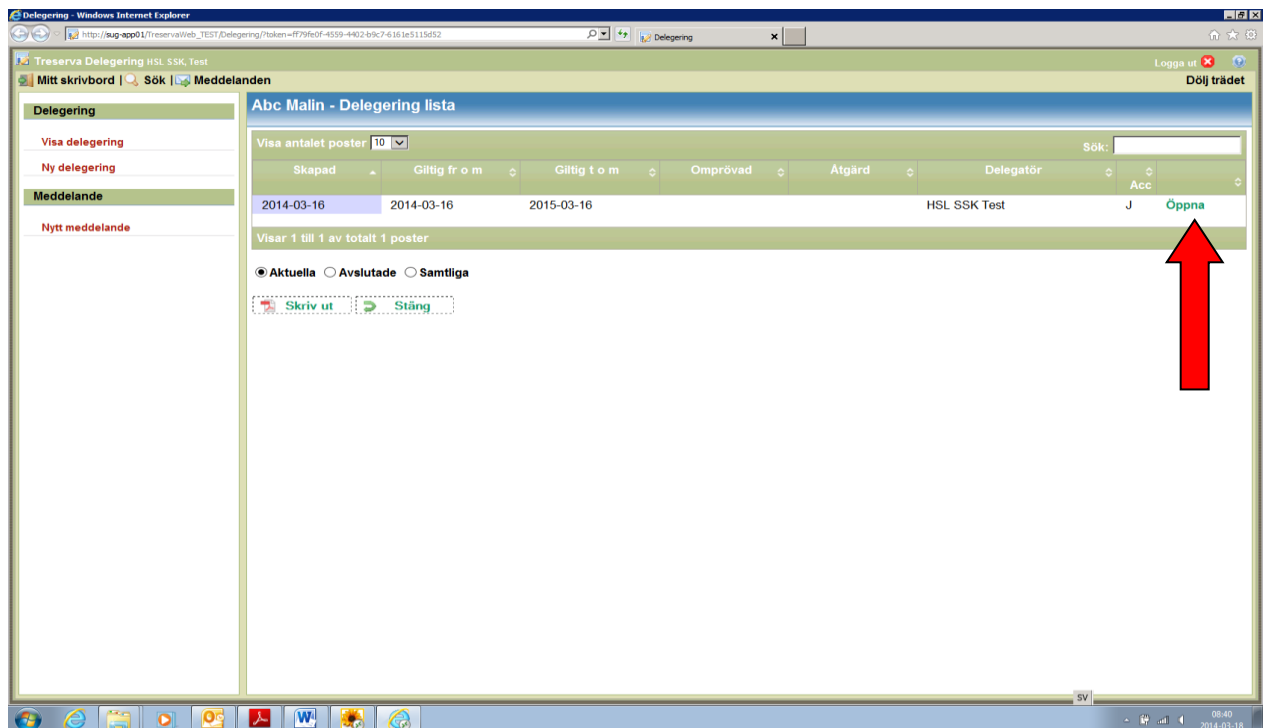 Delegering - Windows Internet Explorer
http://sug-app01/TreservaWeb_TEST/Delegering/?token=ff79fe0f-4559-4402-b9c7-6161e5115d52 Delegering
Treserva Delegering HSL SSK, Test Logga ut
Mitt skrivbord | Sök | Meddelanden Dölj trädet
Delegering
Visa delegering
Ny delegering
Meddelande
Nytt meddelande
Abc Malin - Delegering lista
Visa antalet poster 10 Sök:
Skapad Giltig fr o m Giltig t o m Omprövad Åtgärd Delegatör Acc
2014-03-16 2014-03-16 2015-03-16 HSL SSK Test J Öppna
Visar 1 till 1 av totalt 1 poster
Aktuella Avslutade Samtliga
Skriv ut Stäng
SV
08:40
2014-03-18